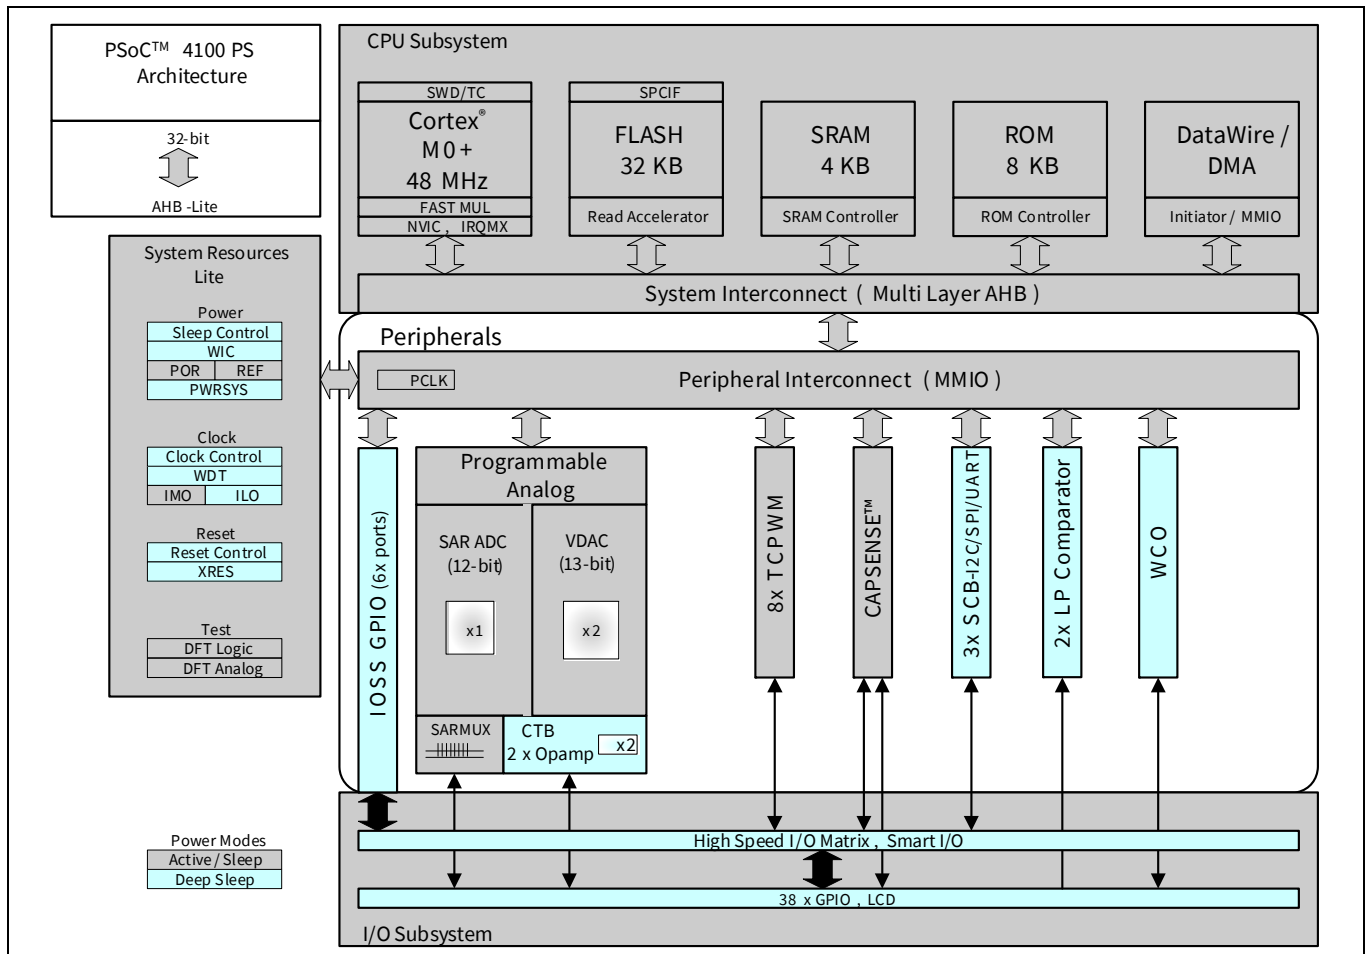 PSoC™ 4100 PS
Architecture
32-bit
AHB -Lite
CPU Subsystem
SWD/TC
Cortex®
M0+
48 MHz
FAST MUL
NVIC , IRQMX
SPCIF
FLASH
32 KB
Read Accelerator
SRAM
4 KB
SRAM Controller
ROM
8 KB
ROM Controller
DataWire /
DMA
Initiator / MMIO
System Interconnect ( Multi Layer AHB )
System Resources
Lite
Power
Sleep Control
WIC
POR REF
PWRSYS
Clock
Clock Control
WDT
IMO ILO
Reset
Reset Control
XRES
Test
DFT Logic
DFT Analog
Peripherals
PCLK
Peripheral Interconnect ( MMIO )
IOSS GPIO (6x ports)
Programmable
Analog
SAR ADC
(12-bit)
x1
VDAC
(13-bit)
x2
SARMUX
CTB
2 x Opamp
x2
8x TCPWM
CAPSENSE™
3x SCB-I2C/SPI/UART
2x LP Comparator
WCO
Power Modes
Active / Sleep
Deep Sleep
High Speed I/O Matrix , Smart I/O
38 x GPIO , LCD
I/O Subsystem